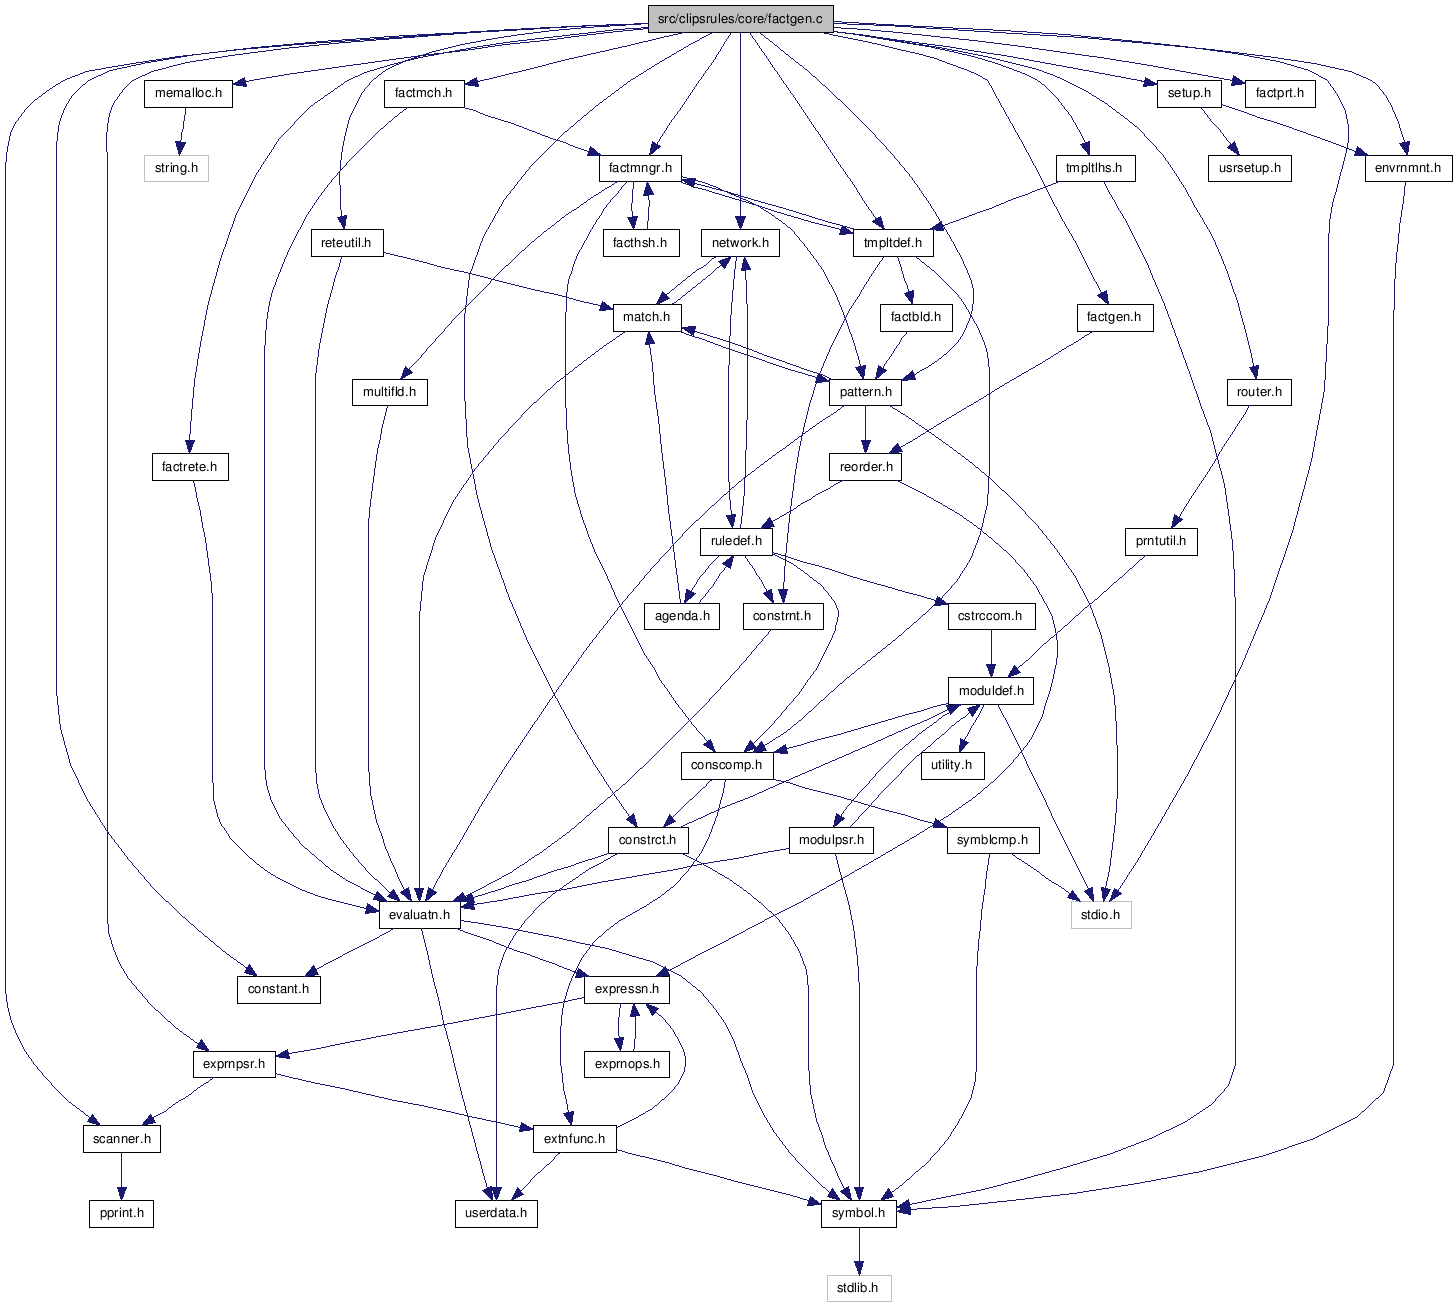 src/clipsrules/core/factgen.c
memalloc.h
factmch.h
setup.h
factprt.h
string.h
factmngr.h
tmpltlhs.h
usrsetup.h
envrnmnt.h
reteutil.h
facthsh.h
network.h
tmpltdef.h
match.h
factbld.h
factgen.h
multifld.h
pattern.h
router.h
factrete.h
reorder.h
ruledef.h
prntutil.h
agenda.h
constrnt.h
cstrccom.h
moduldef.h
conscomp.h
utility.h
constrct.h
modulpsr.h
symblcmp.h
evaluatn.h
stdio.h
constant.h
expressn.h
exprnpsr.h
exprnops.h
scanner.h
extnfunc.h
pprint.h
userdata.h
symbol.h
stdlib.h